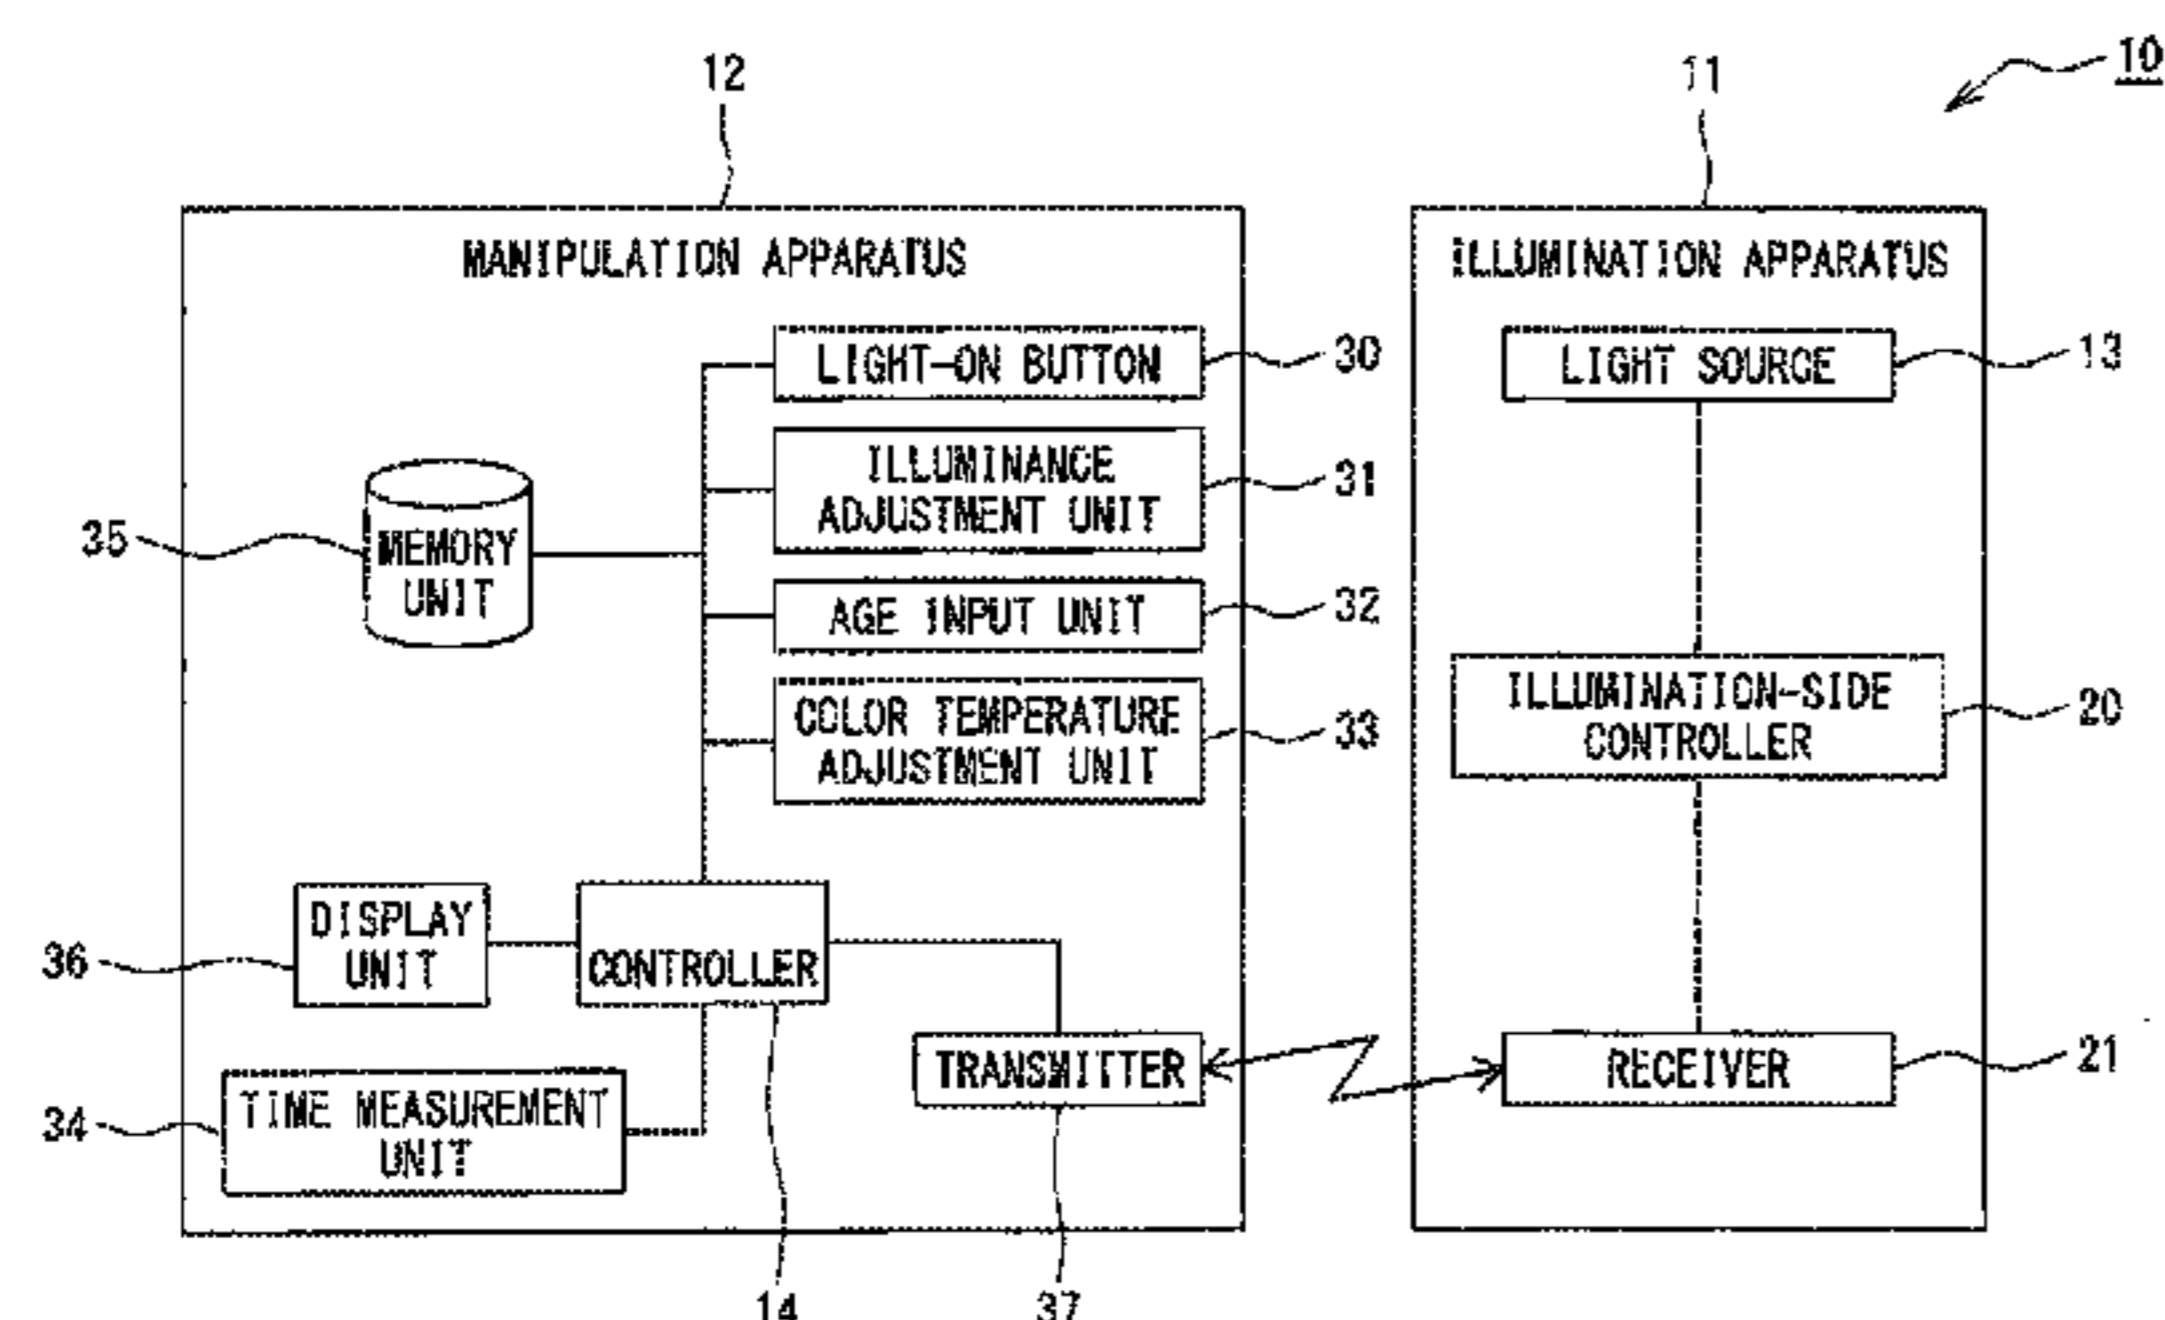 10
12
11
MANIPULATION APPARATUS
ILLUMINATION APPARATUS
LIGHT-ON BUTTON
30
LIGHT SOURCE
13
ILLUMINANCE
ADJUSTMENT UNIT
31
35
MEMORY
UNIT
AGE INPUT UNIT
32
COLOR TEMPERATURE
ADJUSTMENT UNIT
33
ILLUMINATION-SIDE
CONTROLLER
20
DISPLAY
UNIT
36
CONTROLLER
TRANSMITTER
RECEIVER
21
TIME MEASUREMENT
UNIT
34
14
37